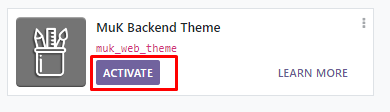 MuK Backend Theme
muk_web_theme
ACTIVATE
LEARN MORE